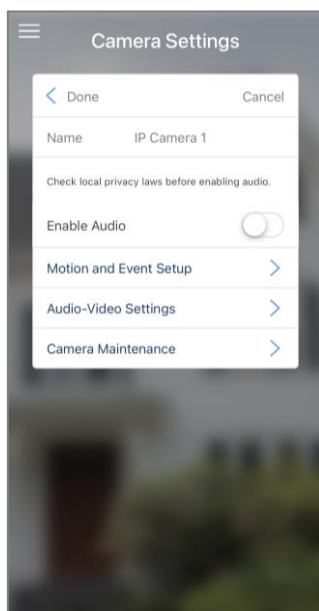 Camera Settings
Done Cancel
Name IP Camera 1
Check local privacy laws before enabling audio.
Enable Audio
Motion and Event Setup
Audio-Video Settings
Camera Maintenance